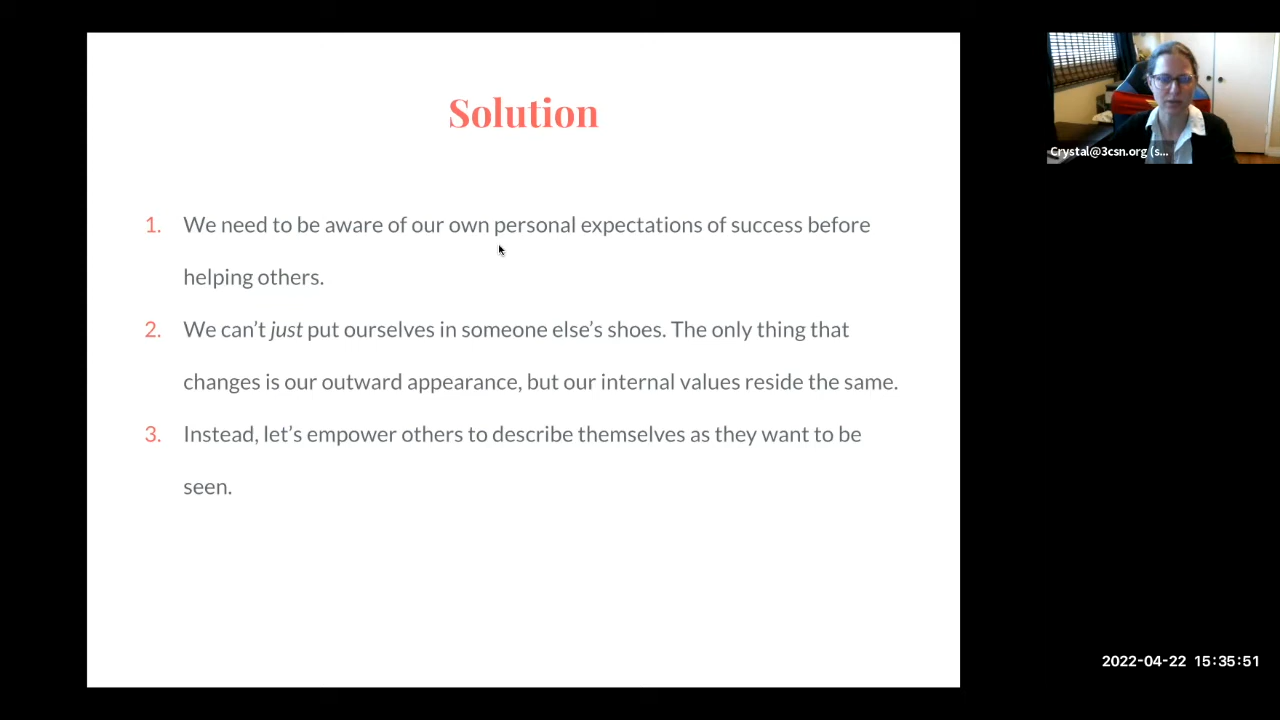 Solution
1. We need to be aware of our own personal expectations of success before
helping others.
2. We can’t just put ourselves in someone else’s shoes. The only thing that
changes is our outward appearance, but our internal values reside the same.
3. Instead, let’s empower others to describe themselves as they want to be
seen.
Crystal@3csn.org (s...
2022-04-22 15:35:51